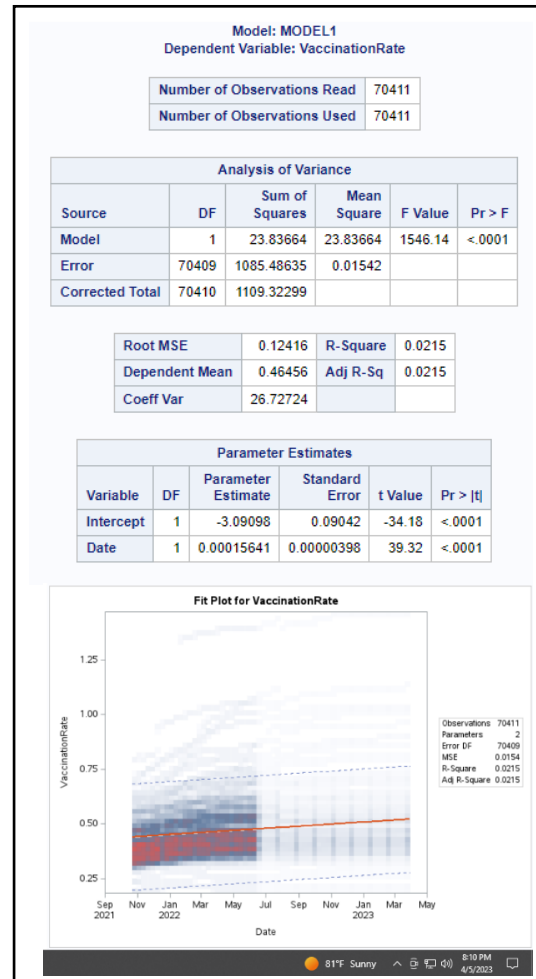 Model: MODEL1
Dependent Variable: VaccinationRate
Number of Observations Read 70411
Number of Observations Used 70411
Analysis of Variance
Source DF Sum of Squares Mean Square F Value Pr > F
Model 1 23.83664 23.83664 1546.14 <.0001
Error 70409 1085.48635 0.01542
Corrected Total 70410 1109.32299
Root MSE 0.12416 R-Square 0.0215
Dependent Mean 0.46456 Adj R-Sq 0.0215
Coeff Var 26.72724
Parameter Estimates
Variable DF Parameter Estimate Standard Error t Value Pr > |t|
Intercept 1 -3.09098 0.09042 -34.18 <.0001
Date 1 0.00015641 0.00000398 39.32 <.0001
Fit Plot for VaccinationRate
1.25
1.00
0.75
0.50
0.25
VaccinationRate
Observations 70411
Parameters 2
Error DF 70409
MSE 0.0154
R-Square 0.0215
Adj R-Square 0.0215
Sep Nov Jan Mar May Jul Sep Nov Jan Mar May
2021 2022 2023
Date
81°F Sunny
8:10 PM
4/5/2023